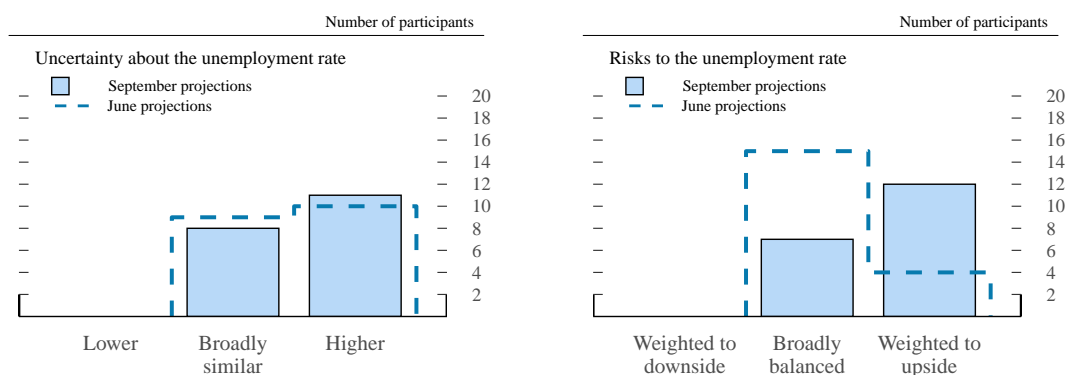 Number of participants
Uncertainty about the unemployment rate
September projections
June projections
20
18
16
14
12
10
8
6
4
2
Lower
Broadly
similar
Higher
Number of participants
Risks to the unemployment rate
September projections
June projections
20
18
16
14
12
10
8
6
4
2
Weighted to
downside
Broadly
balanced
Weighted to
upside